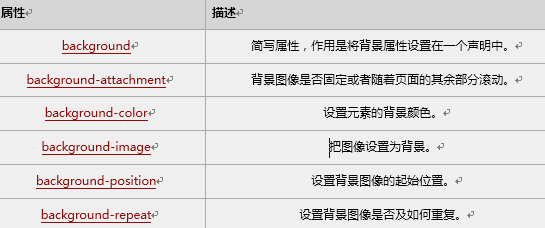 属性 描述
background 简写属性，作用是将背景属性设置在一个声明中。
background-attachment 背景图像是否固定或者随着页面的其余部分滚动。
background-color 设置元素的背景颜色。
background-image 把图像设置为背景。
background-position 设置背景图像的起始位置。
background-repeat 设置背景图像是否及如何重复。